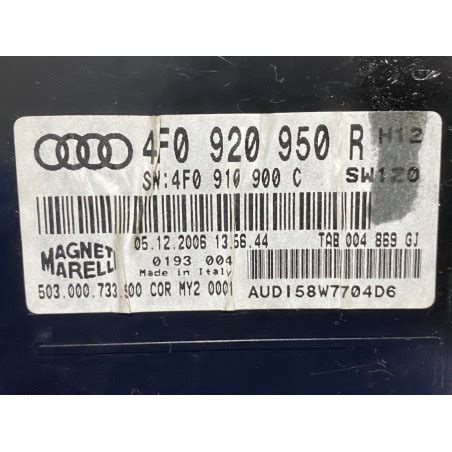 4F0 920 950 R H12
SW:4F0 910 900 C SW120
05.12.2006 13.56.44 TAB 004 869 GJ
MAGNETI MARELLI
0193 004
Made in Italy
503.000.733.900 COR MY2 0001
AUDI58W7704D6